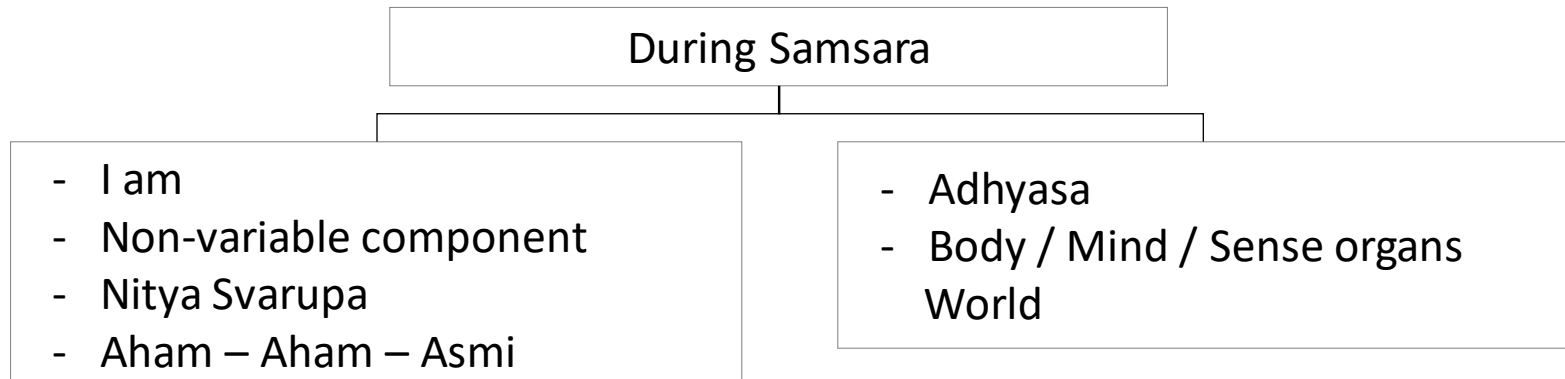 During Samsara
- I am
- Non-variable component
- Nitya Svarupa
- Aham – Aham – Asmi
- Adhyasa
- Body / Mind / Sense organs
World